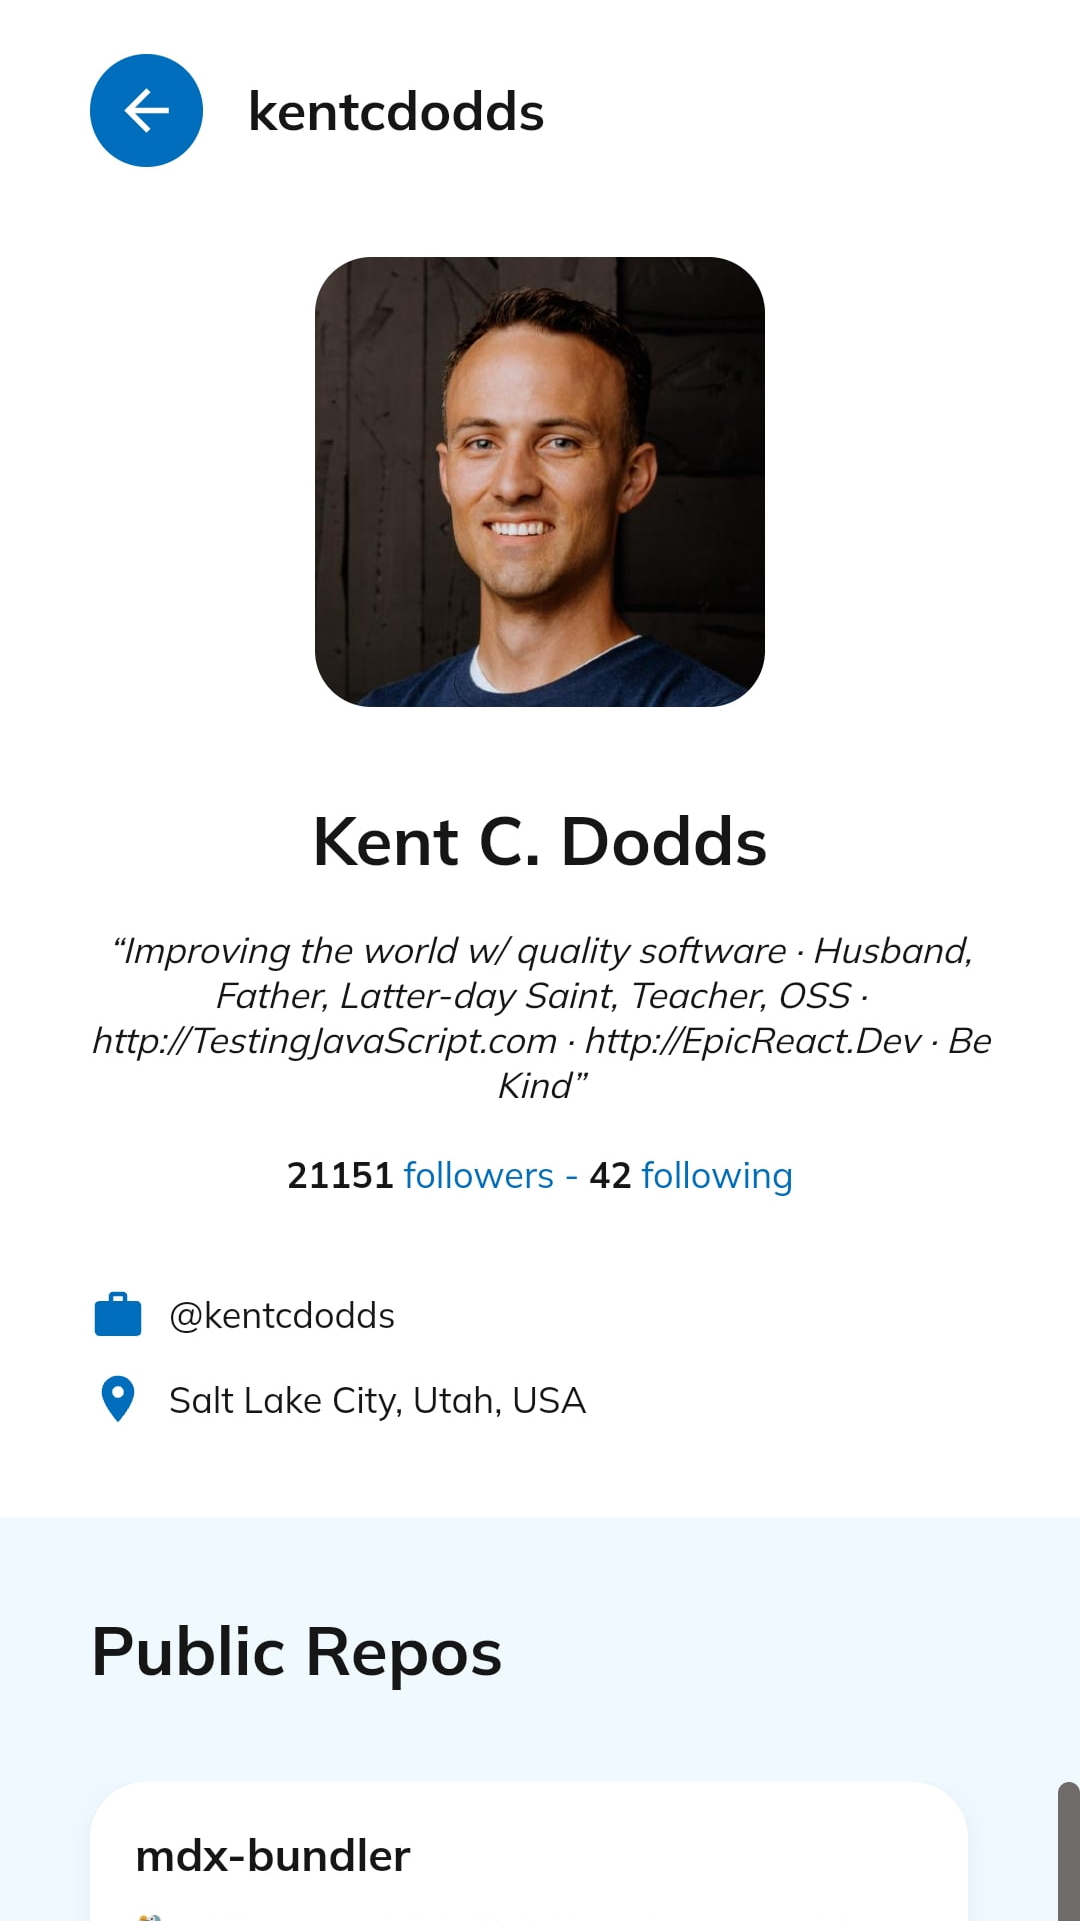 kentcdodds
Kent C. Dodds
“Improving the world w/ quality software · Husband,
Father, Latter-day Saint, Teacher, OSS ·
http://TestingJavaScript.com · http://EpicReact.Dev · Be
Kind”
21151 followers - 42 following
@kentcdodds
Salt Lake City, Utah, USA
Public Repos
mdx-bundler